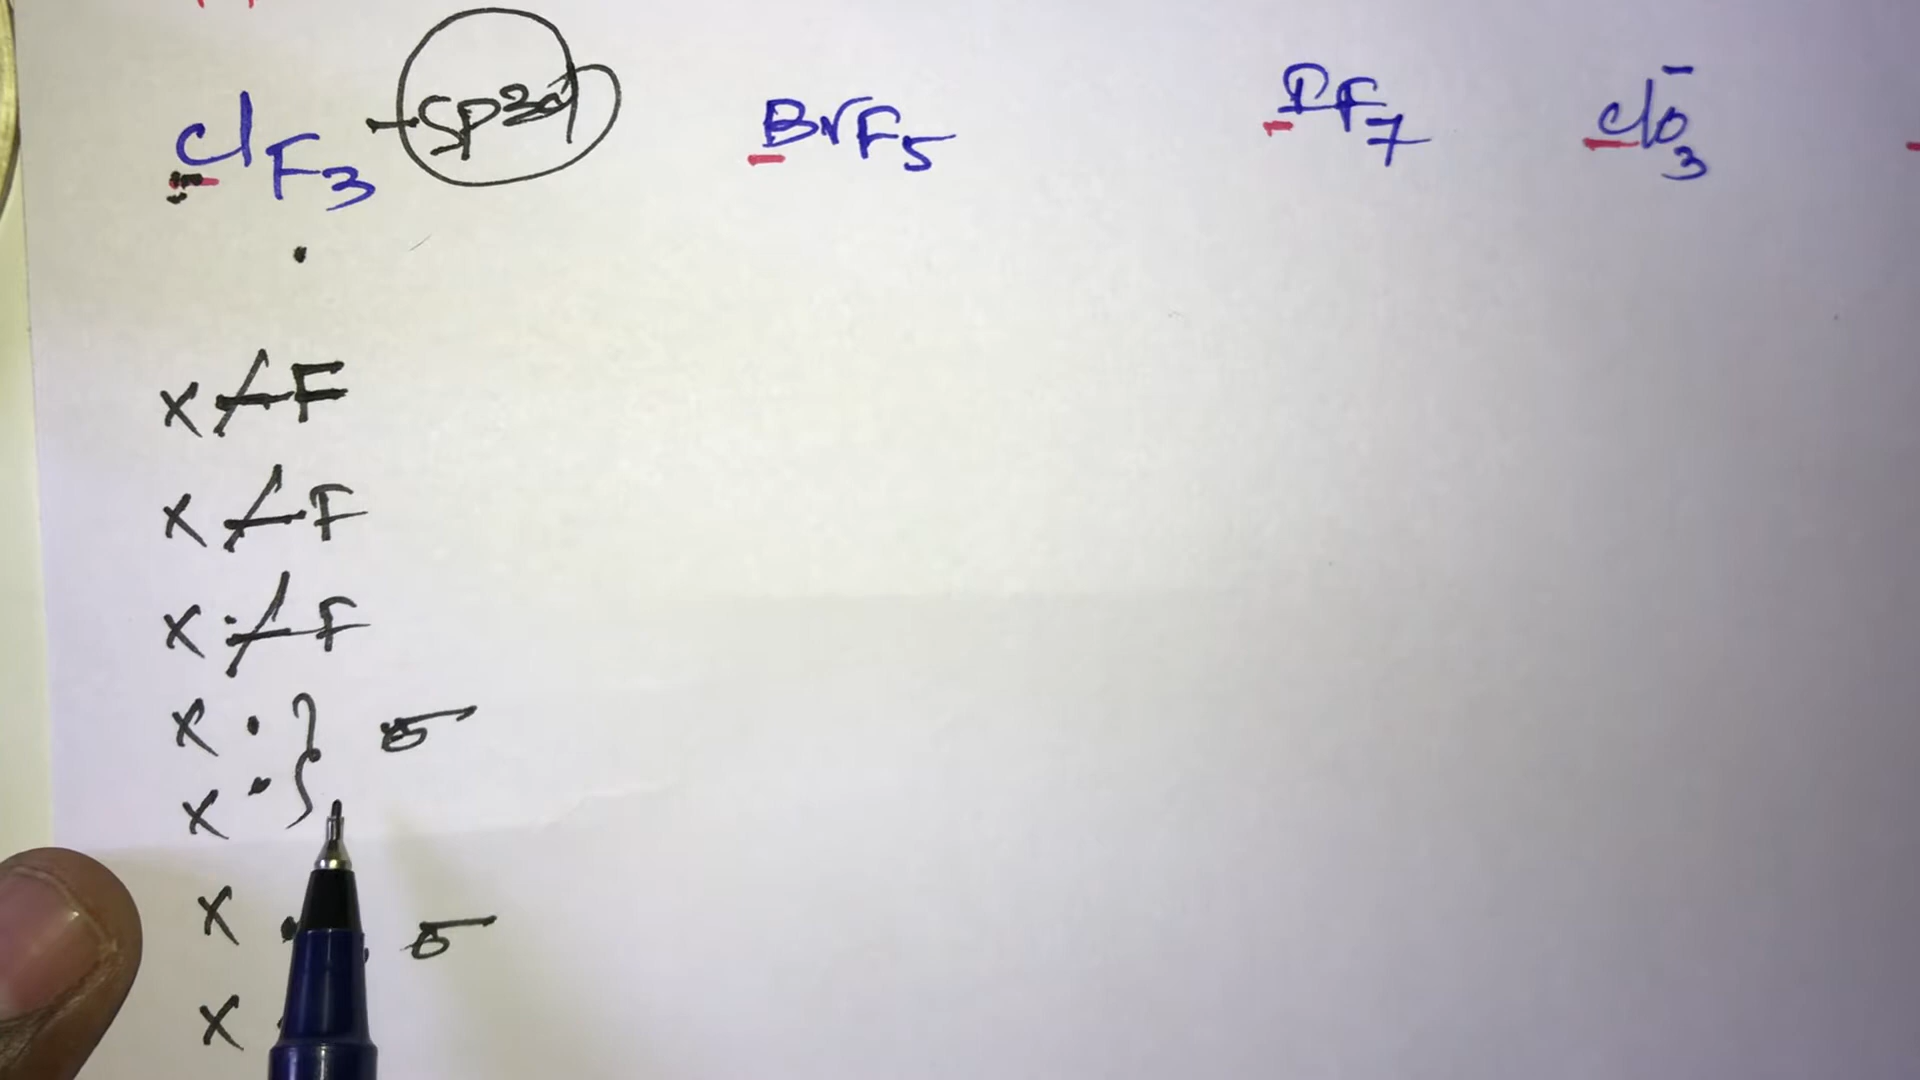 ClF3 - SP3d BrF5 IF7 ClO3-
x -F
x -F
x -F
x . } σ
x .
x . σ
x